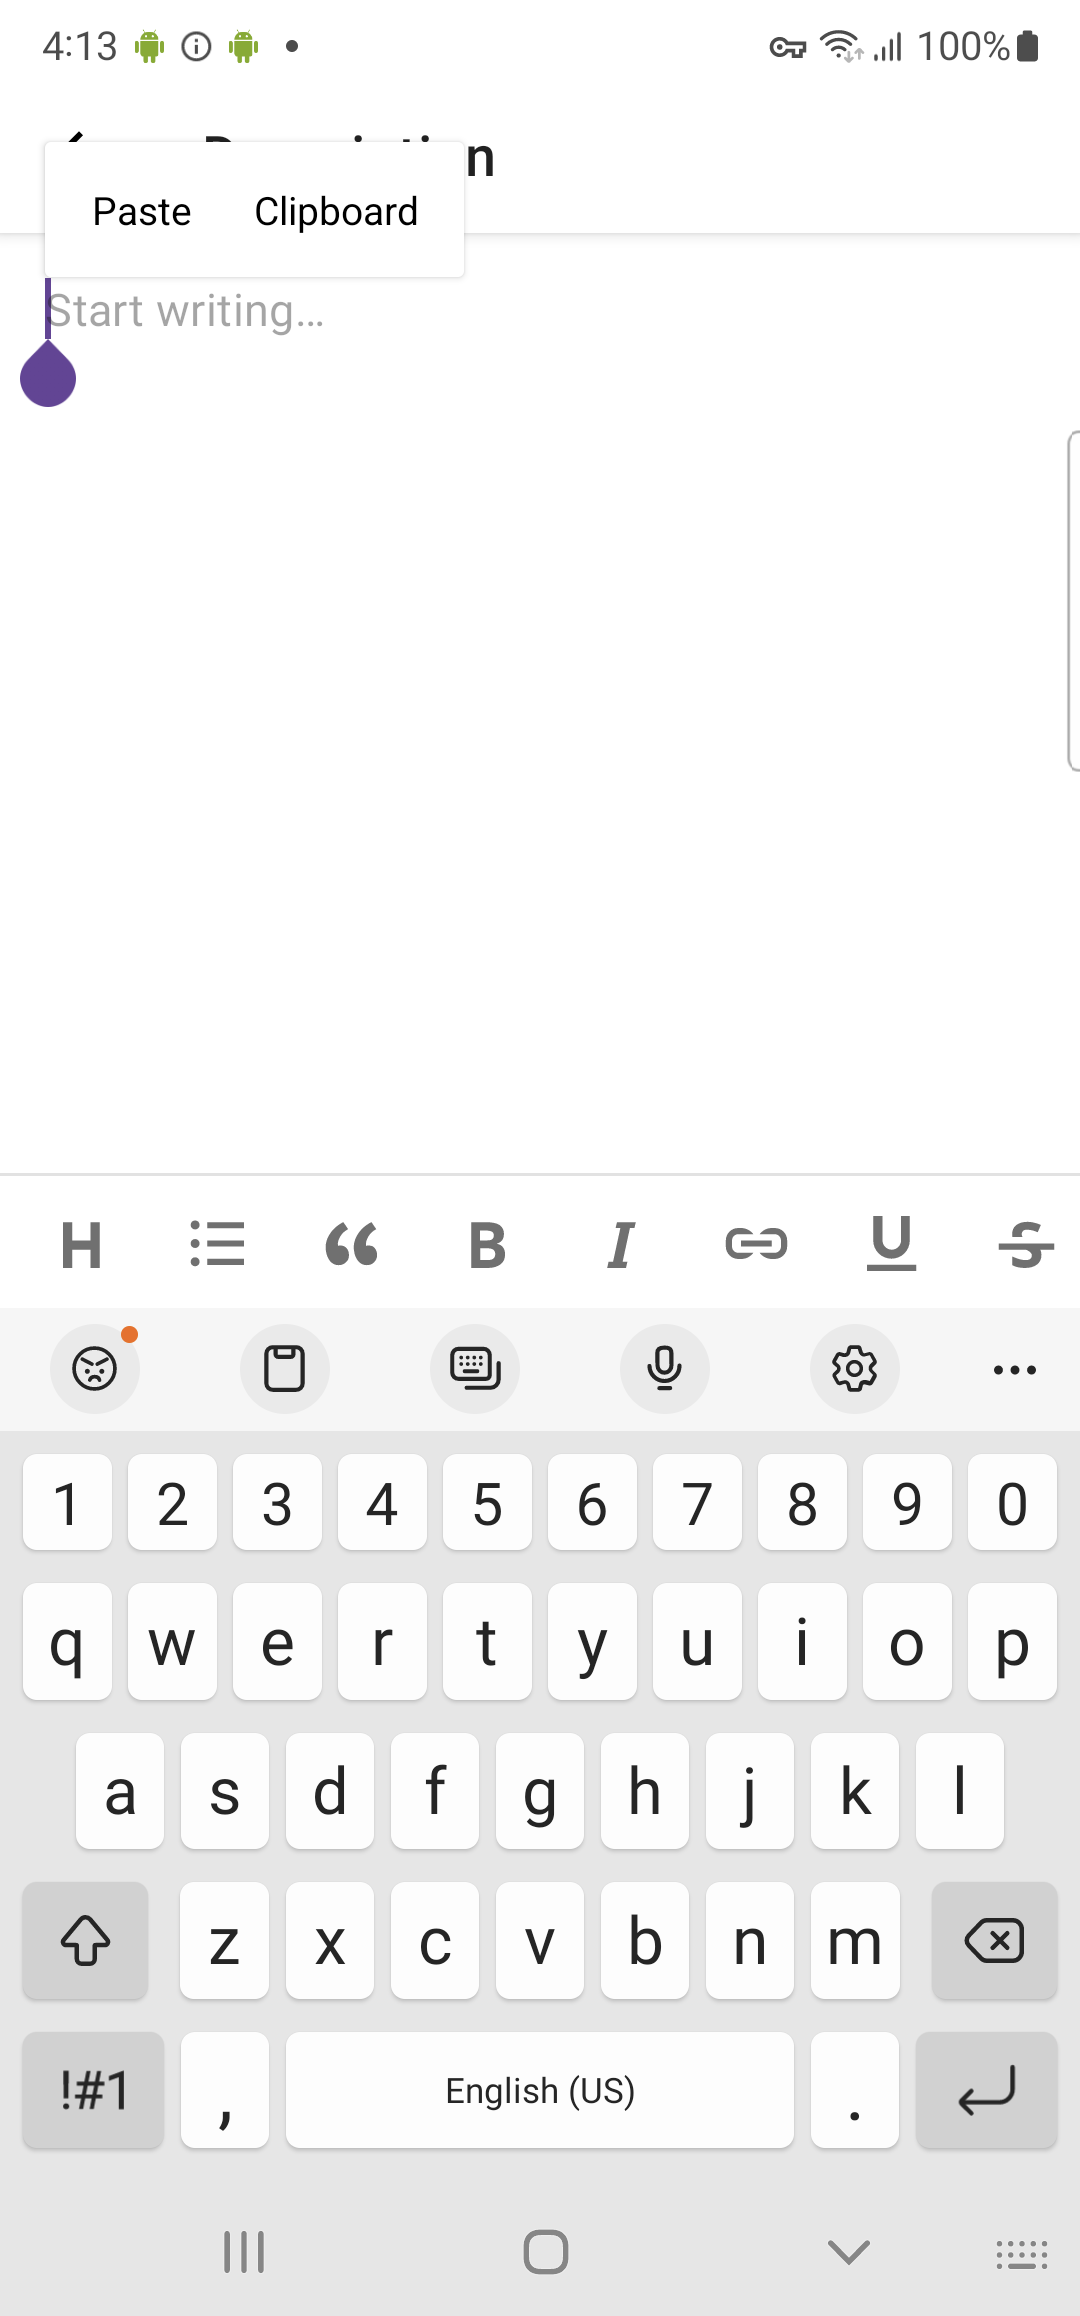 4:13 100%
n
Paste Clipboard
Start writing...
H B I U S
1 2 3 4 5 6 7 8 9 0
q w e r t y u i o p
a s d f g h j k l
z x c v b n m
!#1 , English (US) .